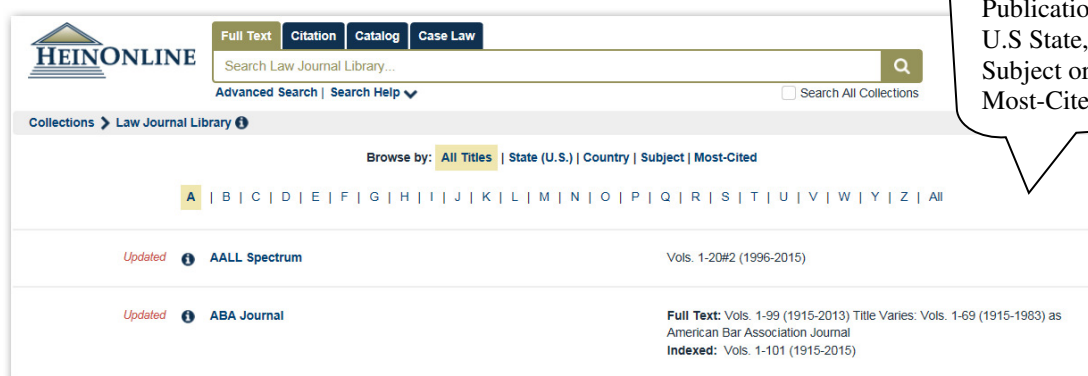 Publicatio
U.S State,
Subject or
Most-Cite
HEINONLINE
Full Text Citation Catalog Case Law
Search Law Journal Library...
Advanced Search | Search Help
Search All Collections
Collections > Law Journal Library
Browse by: All Titles | State (U.S.) | Country | Subject | Most-Cited
A | B | C | D | E | F | G | H | I | J | K | L | M | N | O | P | Q | R | S | T | U | V | W | Y | Z | All
Updated AALL Spectrum Vols. 1-20#2 (1996-2015)
Updated ABA Journal Full Text: Vols. 1-99 (1915-2013) Title Varies: Vols. 1-69 (1915-1983) as
American Bar Association Journal
Indexed: Vols. 1-101 (1915-2015)